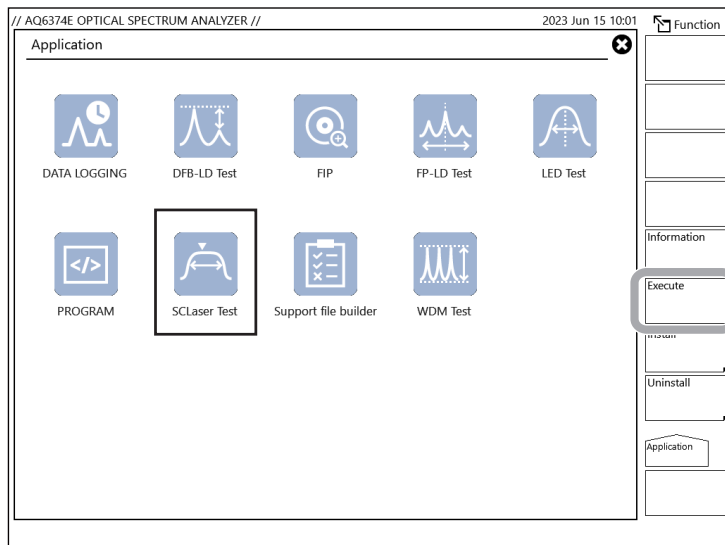 // AQ6374E OPTICAL SPECTRUM ANALYZER // 2023 Jun 15 10:01
Function
Application
DATA LOGGING DFB-LD Test FIP FP-LD Test LED Test
Information
Execute
PROGRAM SCLaser Test Support file builder WDM Test
Install
Uninstall
Application